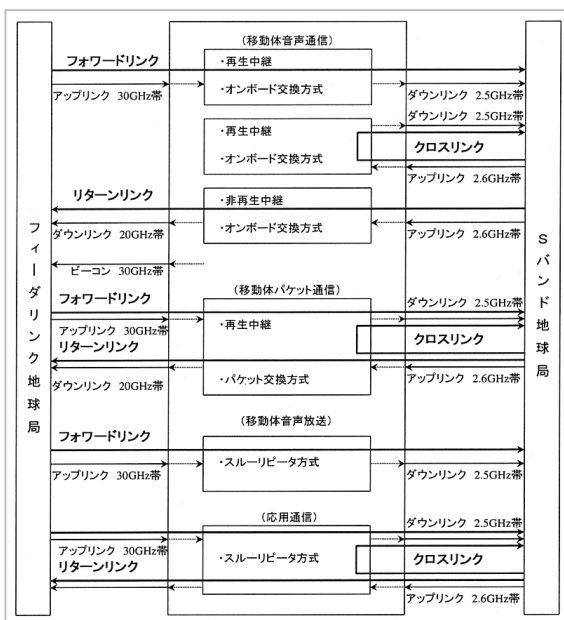 (移動体音声通信)
フォワードリンク
・再生中継
アップリンク 30GHz帯
・オンボード交換方式
ダウンリンク 2.5GHz帯
ダウンリンク 2.5GHz帯
・再生中継
クロスリンク
・オンボード交換方式
アップリンク 2.6GHz帯
リターンリンク
・非再生中継
ダウンリンク 20GHz帯
・オンボード交換方式
アップリンク 2.6GHz帯
ビーコン 30GHz帯
(移動体パケット通信)
フォワードリンク
ダウンリンク 2.5GHz帯
アップリンク 30GHz帯
・再生中継
リターンリンク
クロスリンク
ダウンリンク 20GHz帯
・パケット交換方式
アップリンク 2.6GHz帯
(移動体音声放送)
フォワードリンク
・スルーリピータ方式
アップリンク 30GHz帯
ダウンリンク 2.5GHz帯
(応用通信)
ダウンリンク 2.5GHz帯
アップリンク 30GHz帯
・スルーリピータ方式
リターンリンク
クロスリンク
アップリンク 2.6GHz帯
フィーダリンク地球局
Sバンド地球局